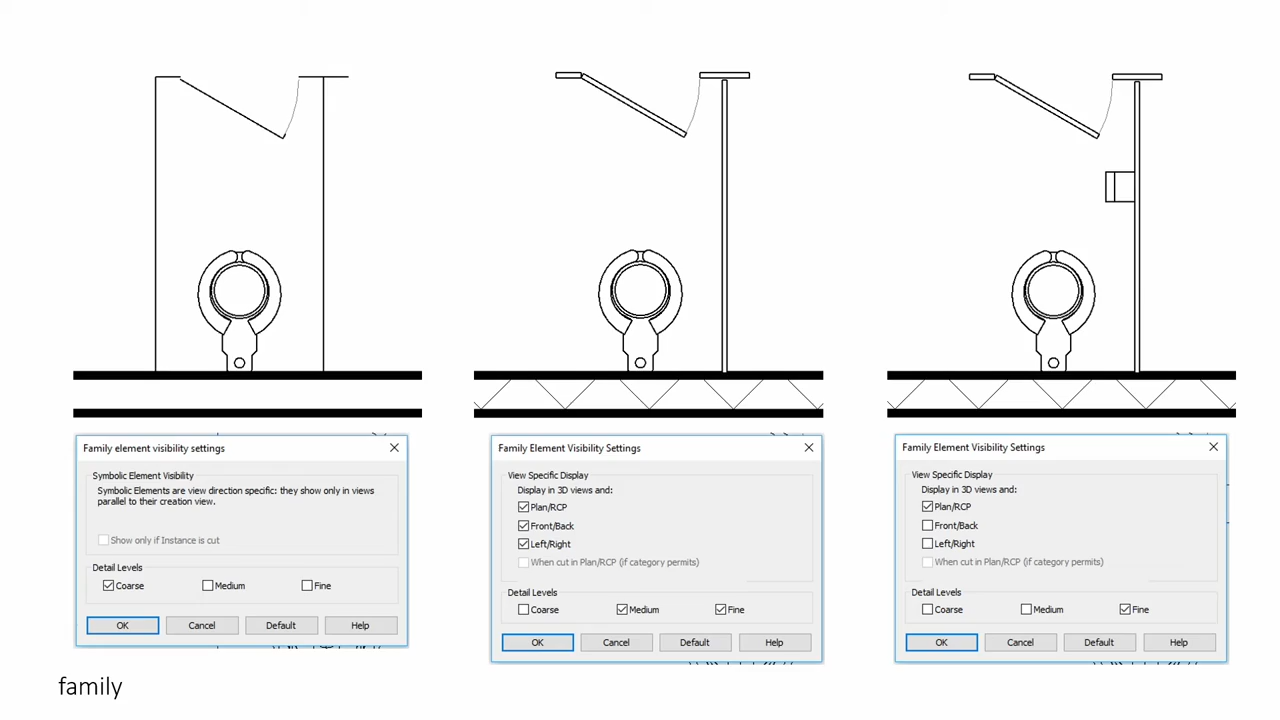 Family element visibility settings
Symbolic Element Visibility
Symbolic Elements are view direction specific: they show only in views
parallel to their creation view.
Show only if Instance is cut
Detail Levels
Coarse Medium Fine
OK Cancel Default Help
Family Element Visibility Settings
View Specific Display
Display in 3D views and:
Plan/RCP
Front/Back
Left/Right
When cut in Plan/RCP (if category permits)
Detail Levels
Coarse Medium Fine
OK Cancel Default Help
Family Element Visibility Settings
View Specific Display
Display in 3D views and:
Plan/RCP
Front/Back
Left/Right
When cut in Plan/RCP (if category permits)
Detail Levels
Coarse Medium Fine
OK Cancel Default Help
family